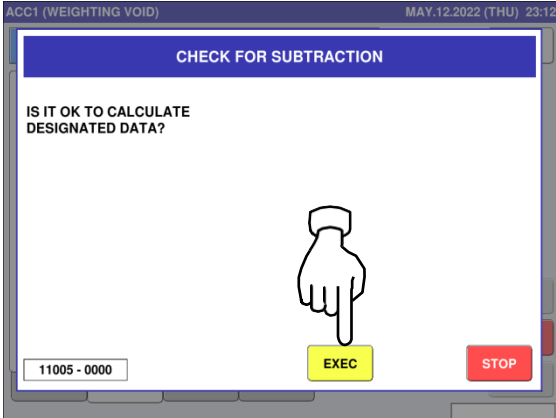 ACC1 (WEIGHTING VOID) MAY.12.2022 (THU) 23:12
CHECK FOR SUBTRACTION
IS IT OK TO CALCULATE
DESIGNATED DATA?
11005 - 0000
EXEC
STOP